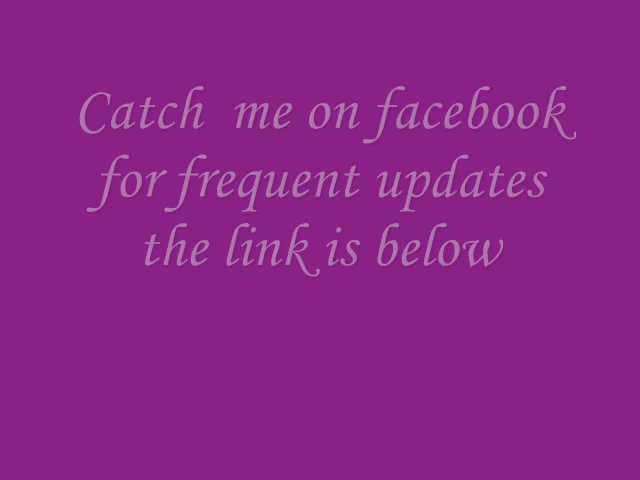 Catch  me on facebook
for frequent updates
the link is below